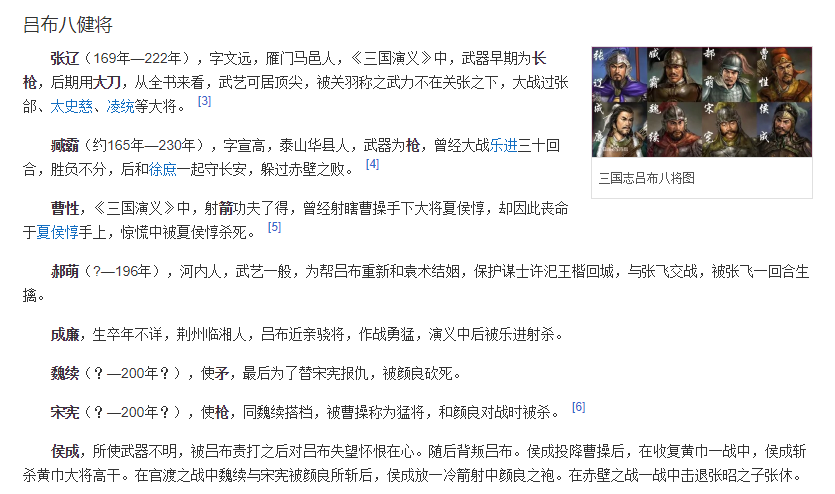 吕布八健将
张辽（169年—222年），字文远，雁门马邑人，《三国演义》中，武器早期为长
枪，后期用大刀，从全书来看，武艺可居顶尖，被关羽称之武力不在关张之下，大战过张
郃、太史慈、凌统等大将。 [3]
臧霸（约165年—230年），字宣高，泰山华县人，武器为枪，曾经大战乐进三十回
合，胜负不分，后和徐庶一起守长安，躲过赤壁之败。 [4]
曹性，《三国演义》中，射箭功夫了得，曾经射瞎曹操手下大将夏侯惇，却因此丧命
于夏侯惇手上，惊慌中被夏侯惇杀死。 [5]
郝萌（?—196年），河内人，武艺一般，为帮吕布重新和袁术结姻，保护谋士许汜王楷回城，与张飞交战，被张飞一回合生
擒。
成廉，生卒年不详，荆州临湘人，吕布近亲骁将，作战勇猛，演义中后被乐进射杀。
魏续（？—200年？），使矛，最后为了替宋宪报仇，被颜良砍死。
宋宪（？—200年？），使枪，同魏续搭档，被曹操称为猛将，和颜良对战时被杀。 [6]
侯成，所使武器不明，被吕布责打之后对吕布失望怀恨在心。随后背叛吕布。侯成投降曹操后，在收复黄巾一战中，侯成斩
杀黄巾大将高干。在官渡之战中魏续与宋宪被颜良所斩后，侯成放一冷箭射中颜良之袍。在赤壁之战一战中击退张昭之子张休。
张辽 臧霸 郝萌 曹性
成廉 魏续 宋宪 侯成
三国志吕布八将图